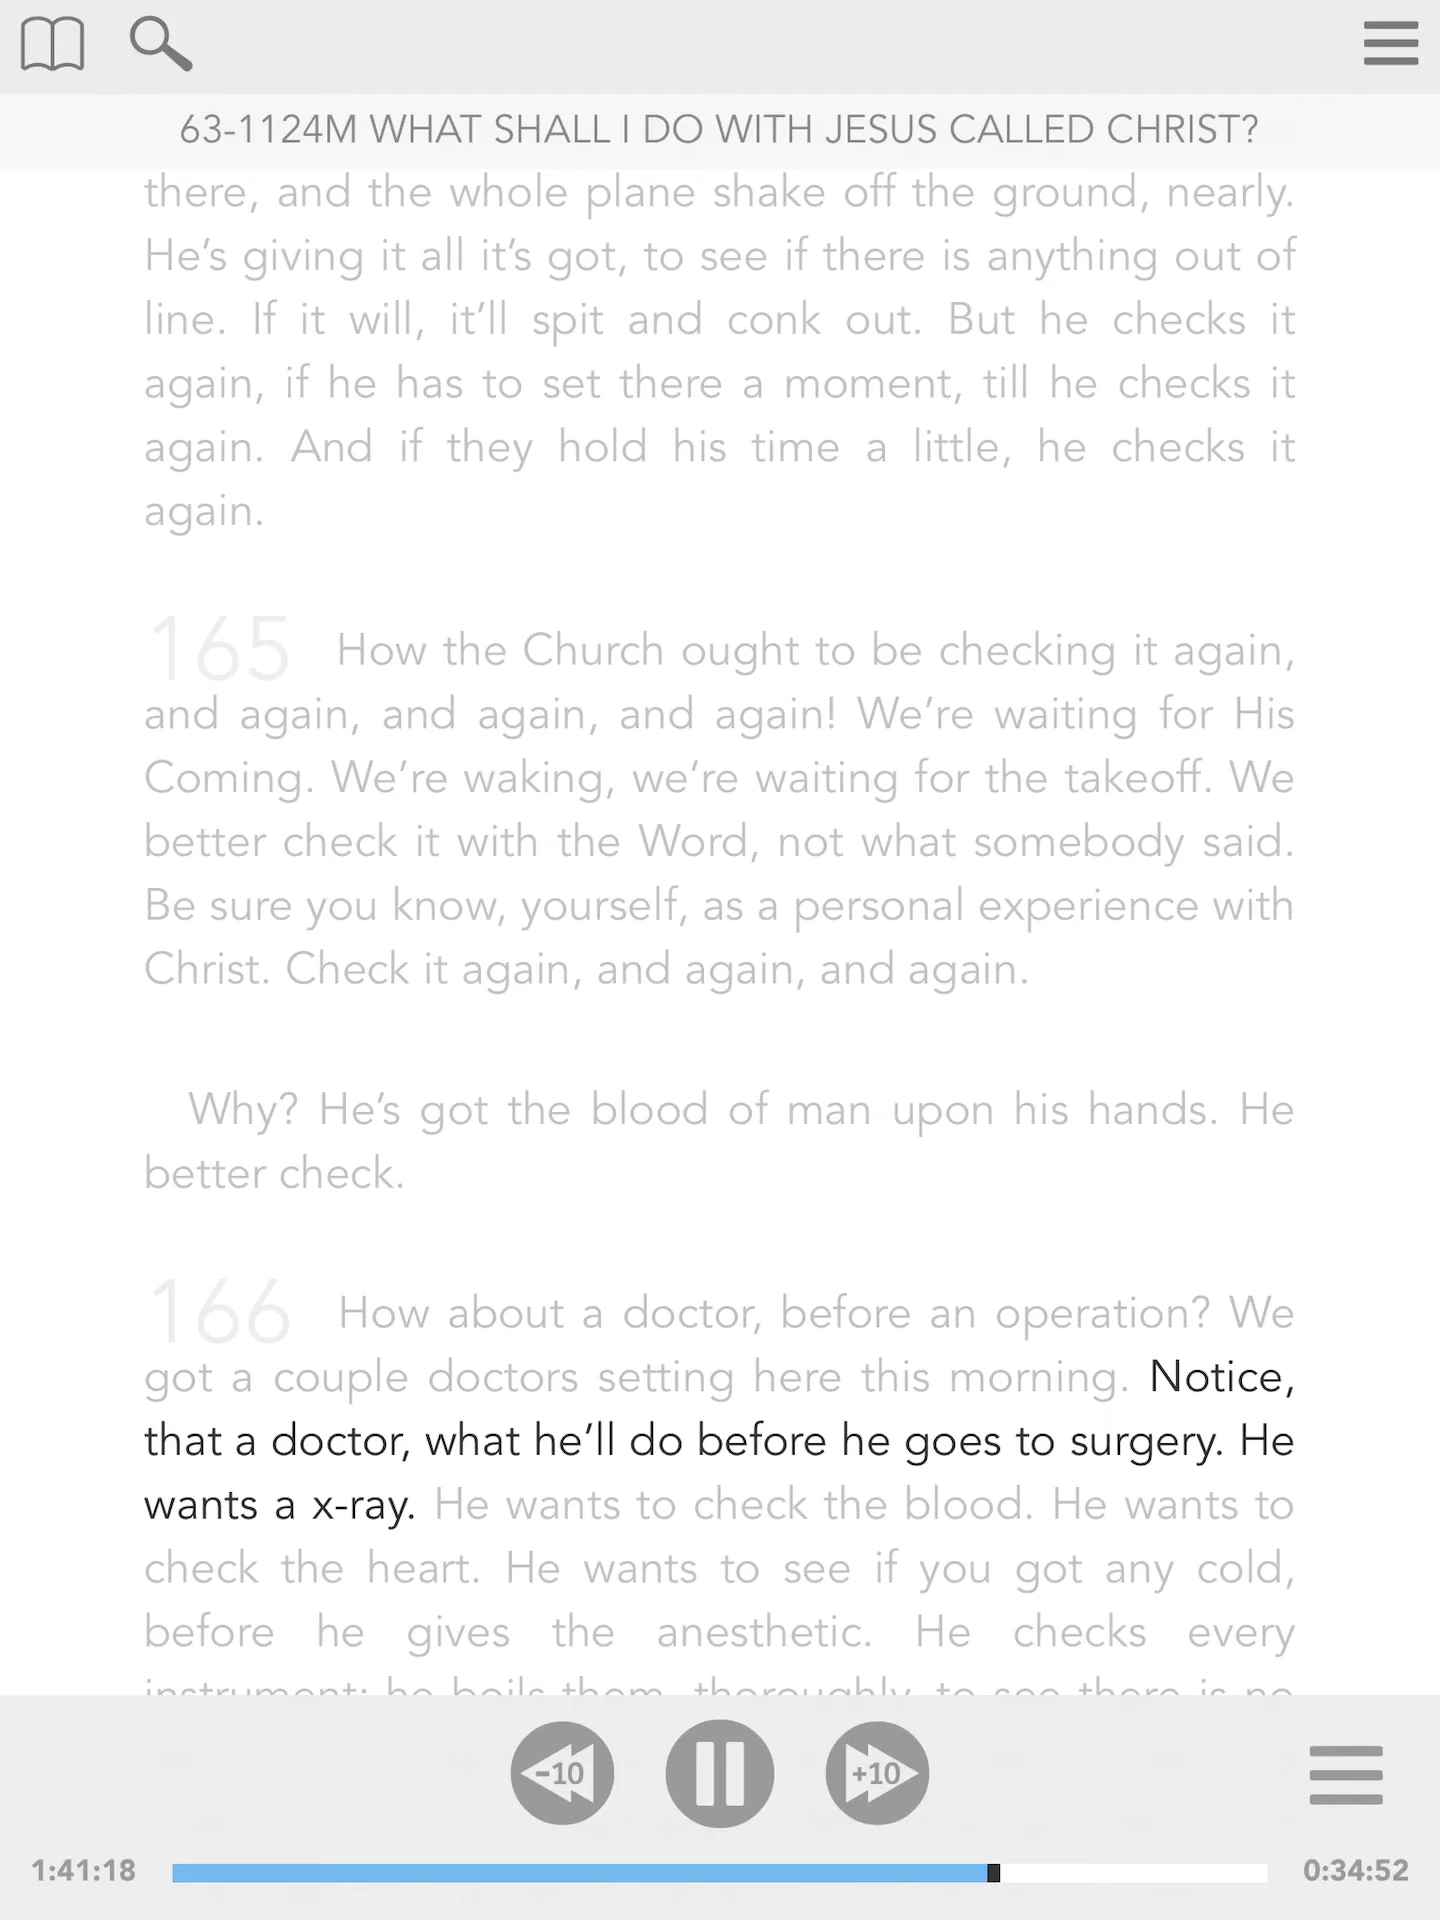 63-1124M WHAT SHALL I DO WITH JESUS CALLED CHRIST?
there, and the whole plane shake off the ground, nearly.
He’s giving it all it’s got, to see if there is anything out of
line. If it will, it’ll spit and conk out. But he checks it
again, if he has to set there a moment, till he checks it
again. And if they hold his time a little, he checks it
again.
165 How the Church ought to be checking it again,
and again, and again, and again! We’re waiting for His
Coming. We’re waking, we’re waiting for the takeoff. We
better check it with the Word, not what somebody said.
Be sure you know, yourself, as a personal experience with
Christ. Check it again, and again, and again.
Why? He’s got the blood of man upon his hands. He
better check.
166 How about a doctor, before an operation? We
got a couple doctors setting here this morning. Notice,
that a doctor, what he’ll do before he goes to surgery. He
wants a x-ray. He wants to check the blood. He wants to
check the heart. He wants to see if you got any cold,
before he gives the anesthetic. He checks every
instrument; he boils them, thoroughly, to see there is no
-10 +10
1:41:18 0:34:52